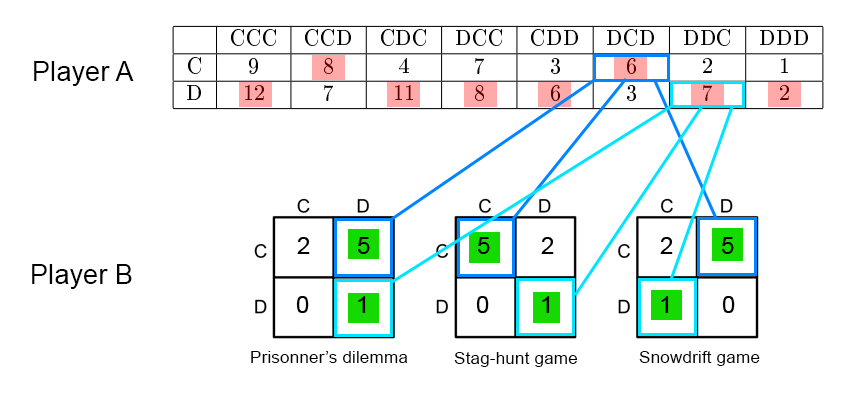 CCC CCD CDC DCC CDD DCD DDC DDD
Player A
C 9 8 4 7 3 6 2 1
D 12 7 11 8 6 3 7 2
C D C D C D
C 2 5 C 5 2 C 2 5
Player B
D 0 1 D 0 1 D 1 0
Prisonner's dilemma Stag-hunt game Snowdrift game